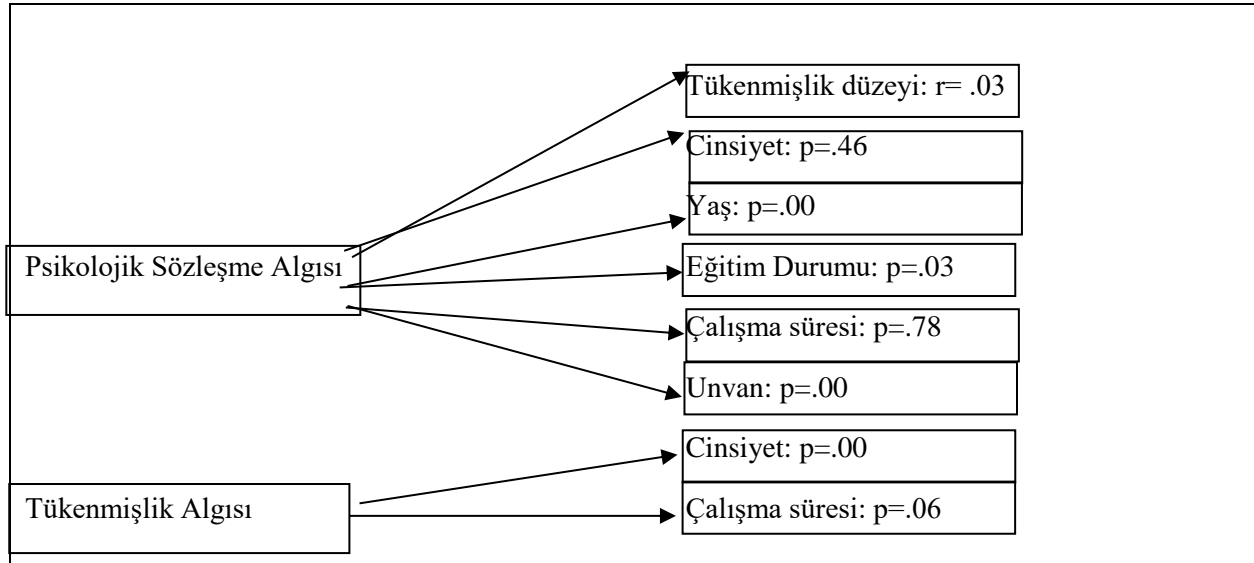 Tükenmişlik düzeyi: r= .03
Cinsiyet: p=.46
Yaş: p=.00
Psikolojik Sözleşme Algısı
Eğitim Durumu: p=.03
Çalışma süresi: p=.78
Unvan: p=.00
Cinsiyet: p=.00
Tükenmişlik Algısı
Çalışma süresi: p=.06